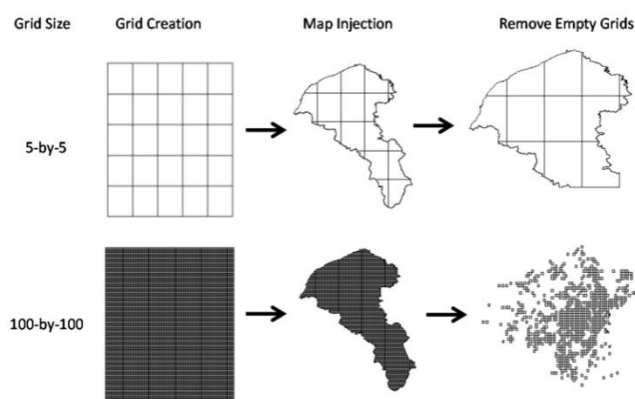 Grid Size Grid Creation Map Injection Remove Empty Grids
5-by-5
100-by-100